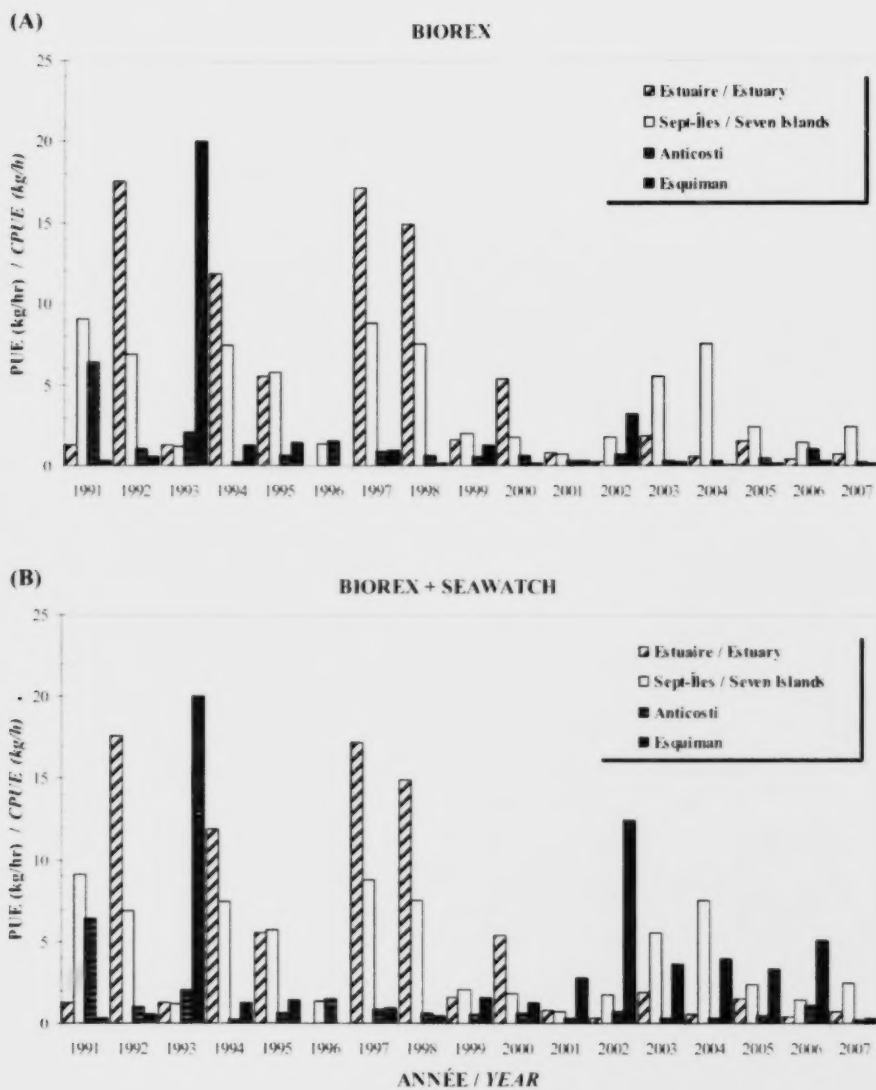 (A)
BIOREX
25
20
15
10
5
0
PUE (kg/hr) / CPUE (kg/h)
Estuaire / Estuary
Sept-Îles / Seven Islands
Anticosti
Esquiman
1991 1992 1993 1994 1995 1996 1997 1998 1999 2000 2001 2002 2003 2004 2005 2006 2007
(B)
BIOREX + SEAWATCH
25
20
15
10
5
0
PUE (kg/hr) / CPUE (kg/h)
Estuaire / Estuary
Sept-Îles / Seven Islands
Anticosti
Esquiman
1991 1992 1993 1994 1995 1996 1997 1998 1999 2000 2001 2002 2003 2004 2005 2006 2007
ANNÉE / YEAR